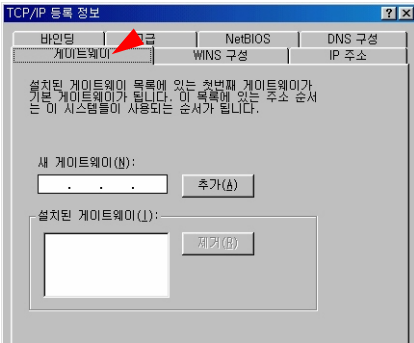 TCP/IP 등록 정보
바인딩 급 NetBIOS DNS 구성
게이트웨이 WINS 구성 IP 주소
설치된 게이트웨이 목록에 있는 첫번째 게이트웨이가
기본 게이트웨이가 됩니다. 이 목록에 있는 주소 순서
는 이 시스템들이 사용되는 순서가 됩니다.
새 게이트웨이(N):
. . .
추가(A)
설치된 게이트웨이(I):
제거(R)